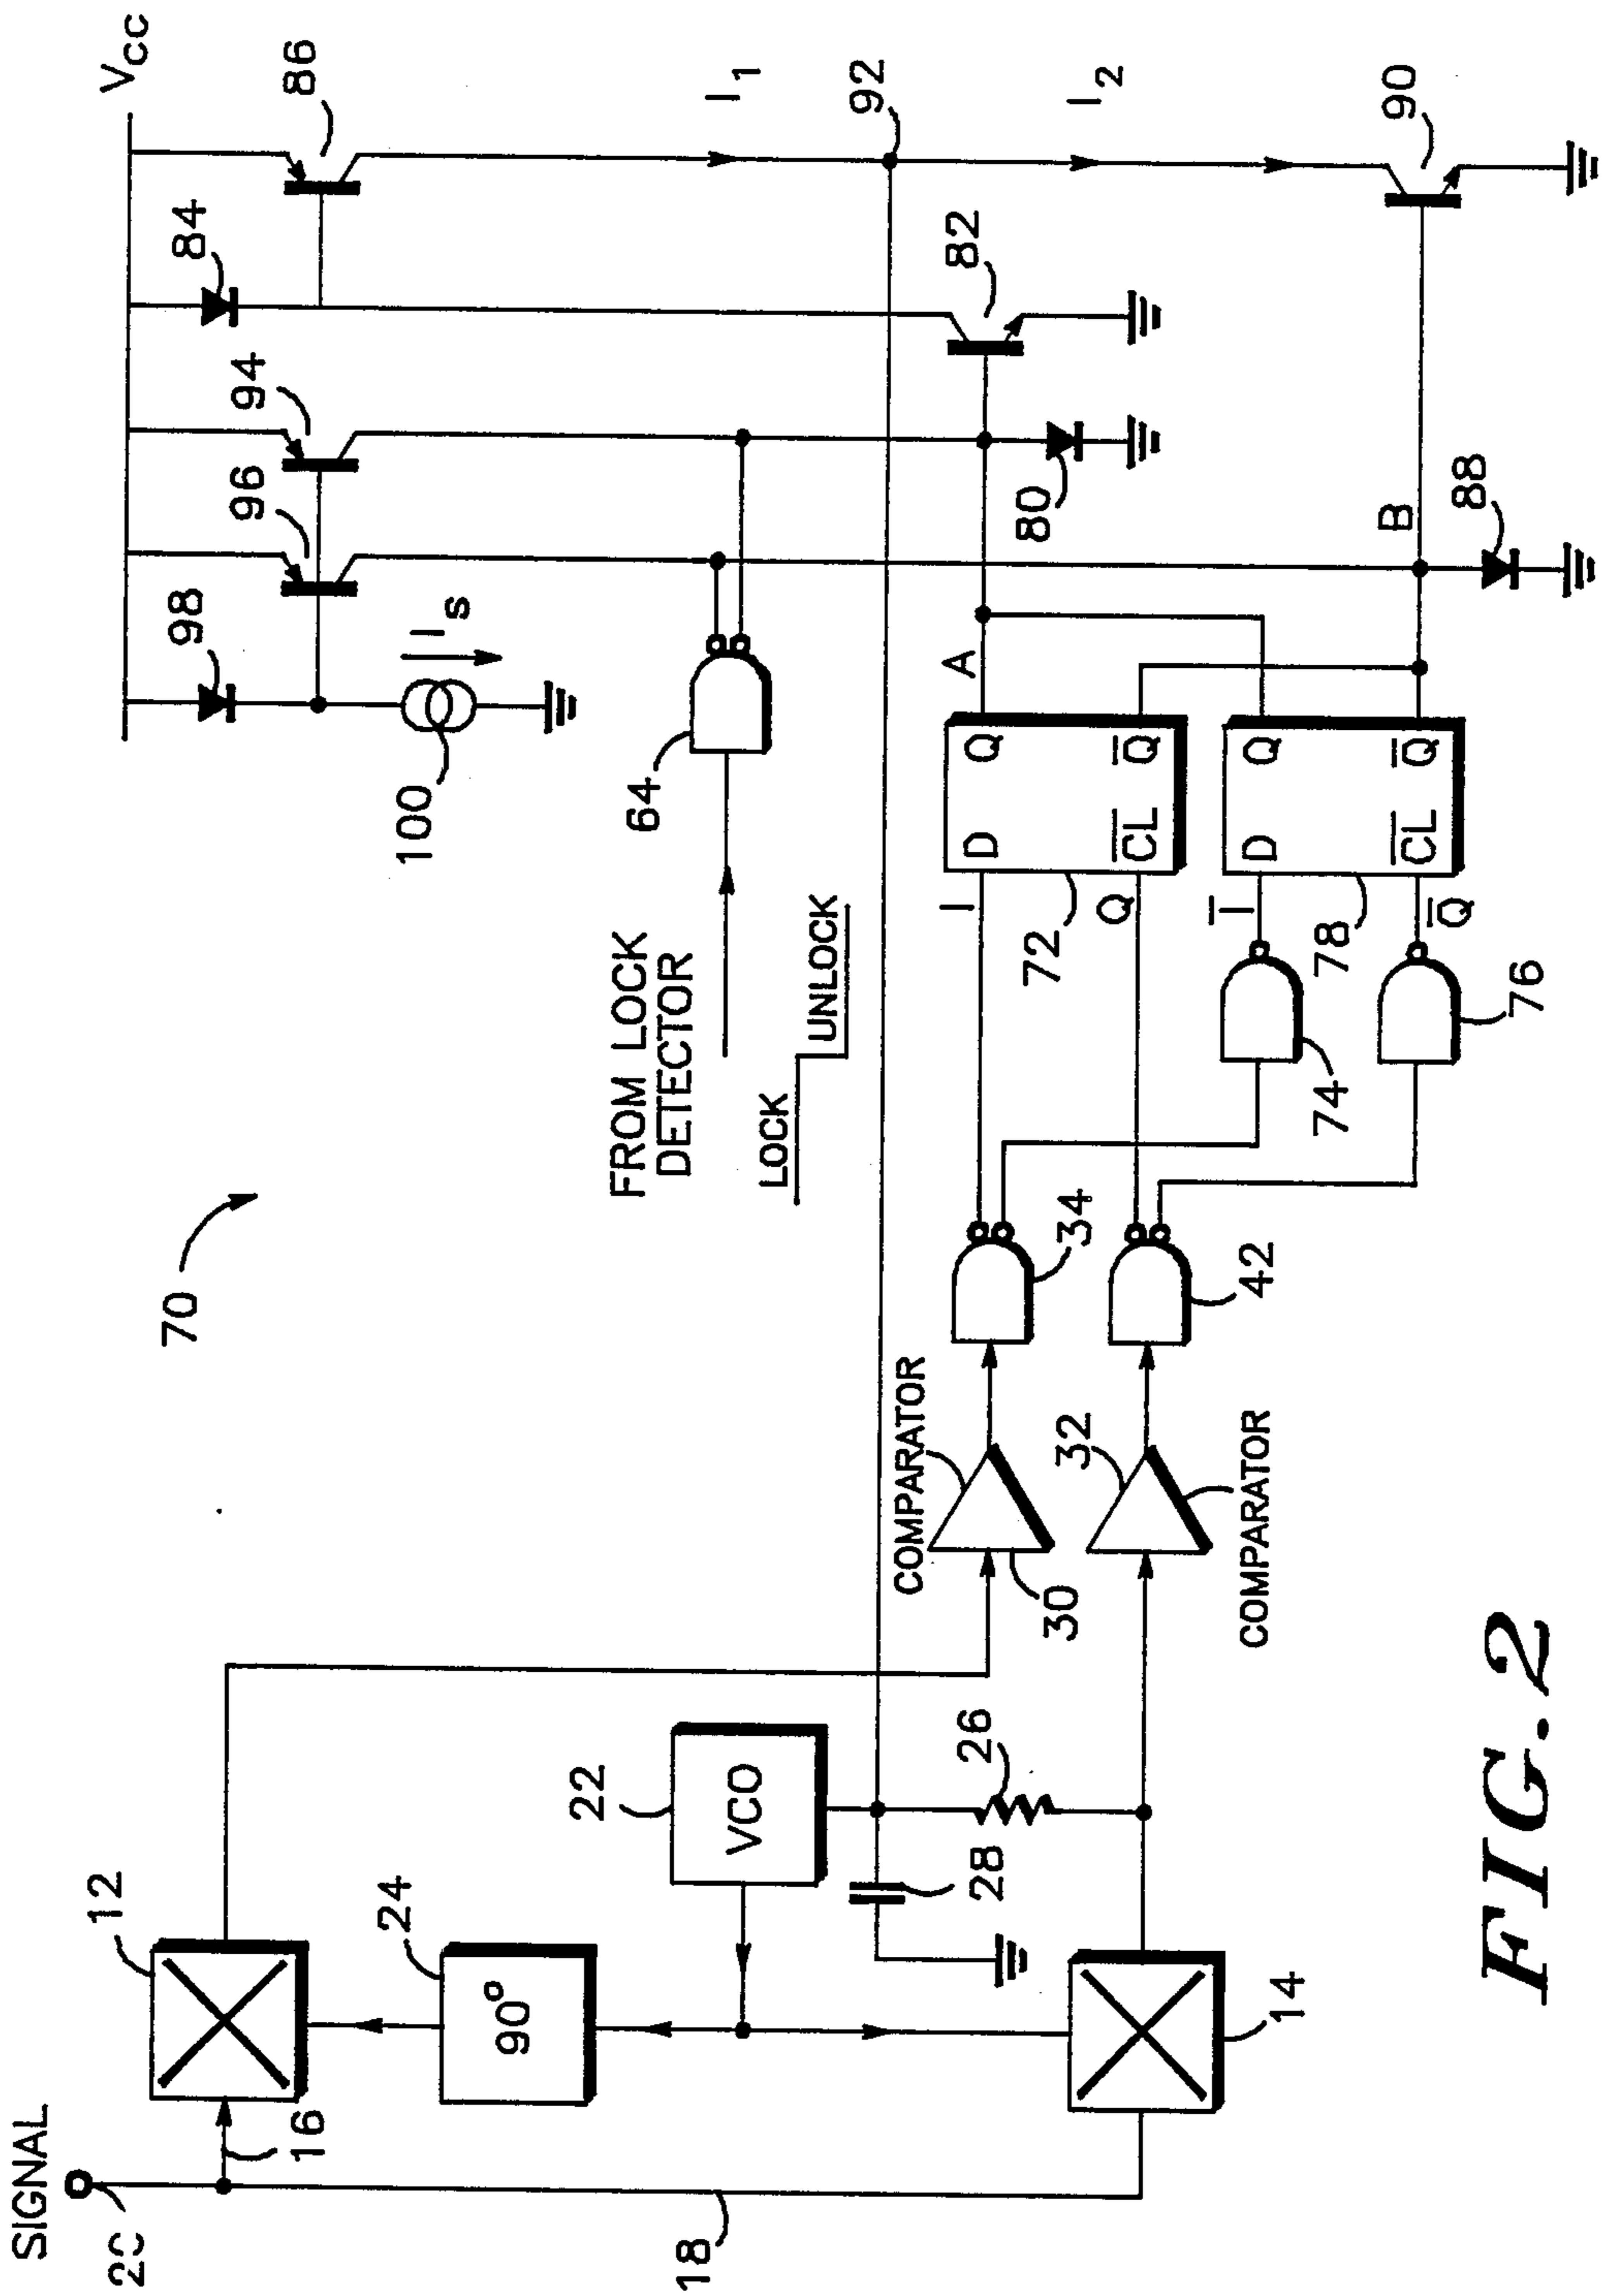 SIGNAL
20
12
70
Vcc
16
24
98
96
94
84
86
90°
Is
100
22
64
FROM LOCK
DETECTOR
VCO
I1
LOCK
UNLOCK
18
92
COMPARATOR
A
82
26
28
I
D
Q
30
34
72
80
32
I2
Q
C̅L̅
Q̅
COMPARATOR
42
I̅
D
Q
14
74
78
B
90
Q̅
C̅L̅
Q̅
88
76
FIG.2